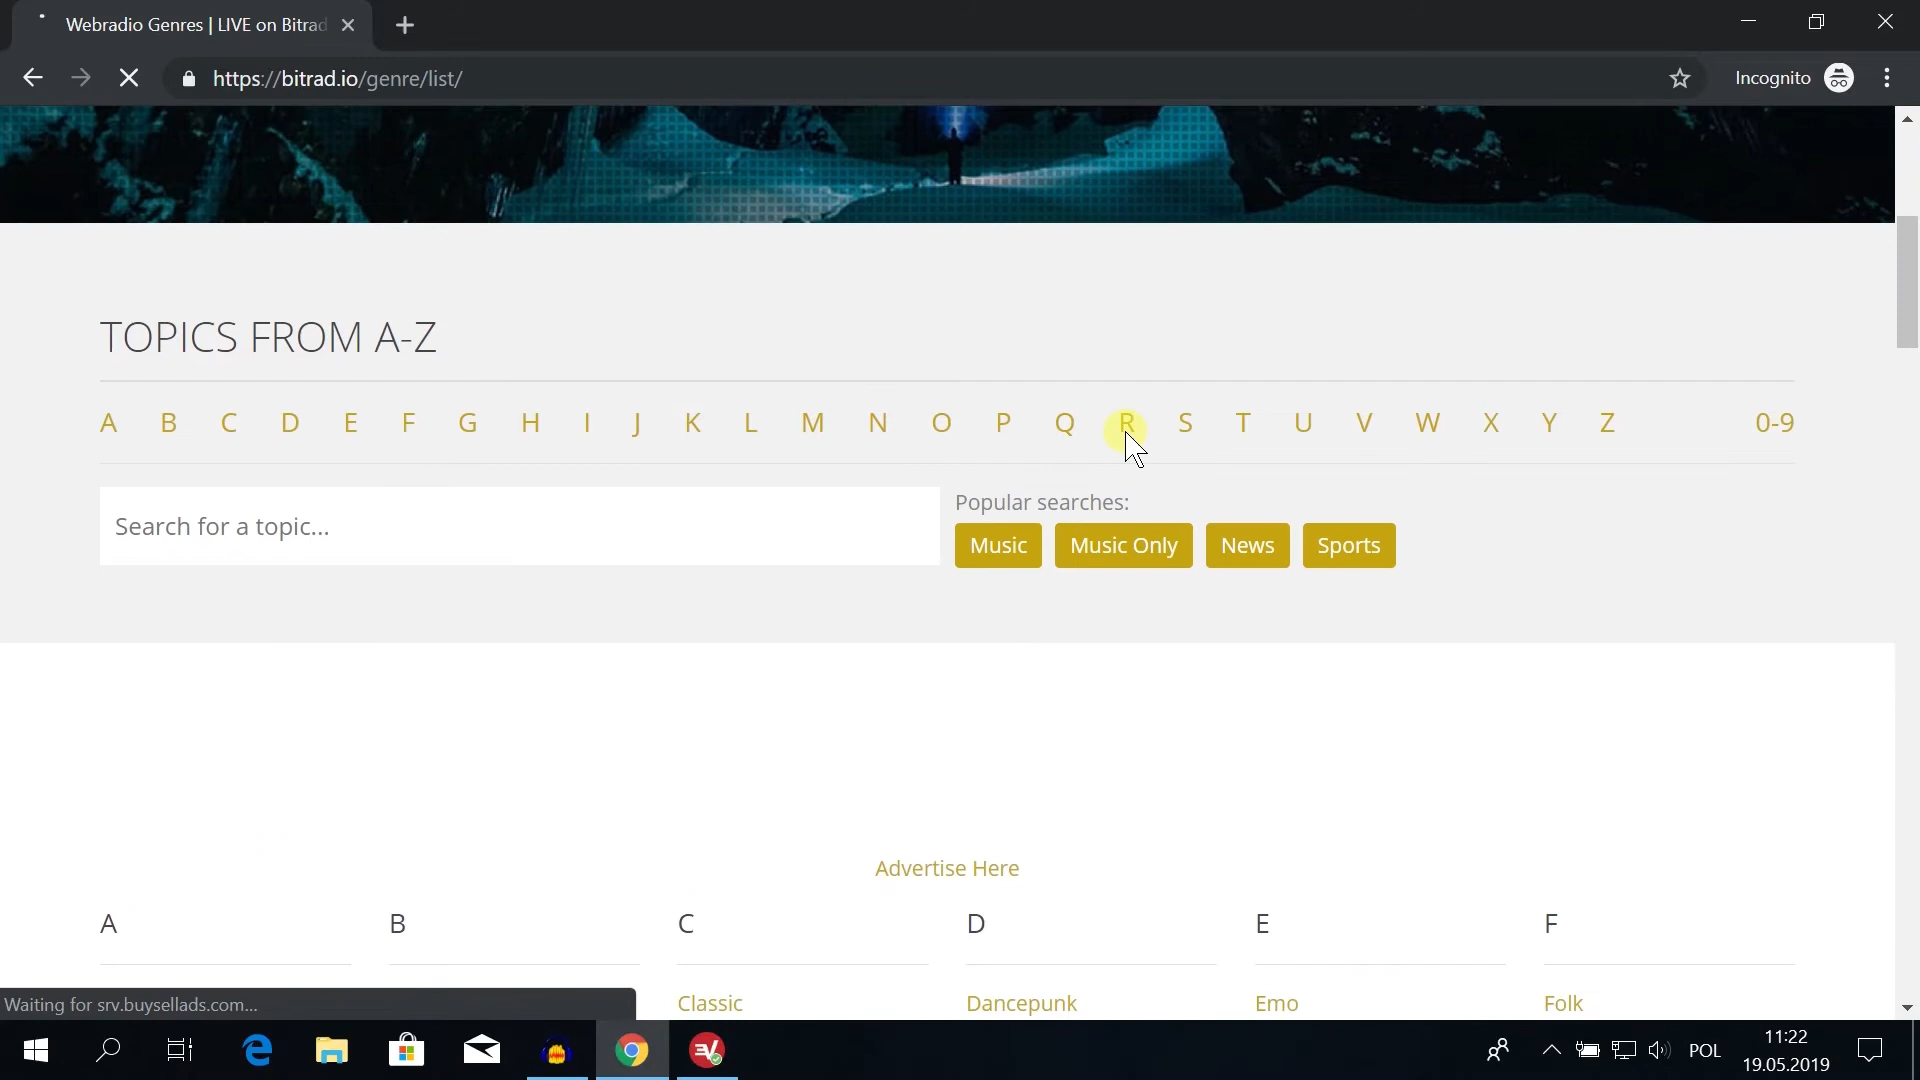 Webradio Genres | LIVE on Bitrad
https://bitrad.io/genre/list/
Incognito
TOPICS FROM A-Z
A B C D E F G H I J K L M N O P Q R S T U V W X Y Z 0-9
Search for a topic...
Popular searches:
Music Music Only News Sports
Advertise Here
A B C D E F
Classic Dancepunk Emo Folk
Waiting for srv.buysellads.com...
POL
11:22
19.05.2019